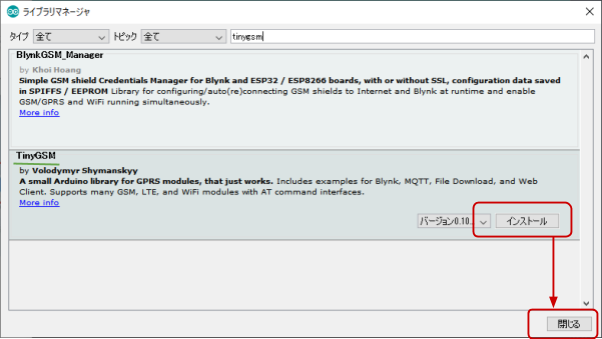 ライブラリマネージャ
タイプ 全て トピック 全て tinygsm
BlynkGSM_Manager
by Khoi Hoang
Simple GSM shield Credentials Manager for Blynk and ESP32 / ESP8266 boards, with or without SSL, configuration data saved
in SPIFFS / EEPROM Library for configuring/auto(re)connecting GSM shields to Internet and Blynk at runtime and enable
GSM/GPRS and WiFi running simultaneously.
More info
TinyGSM
by Volodymyr Shymanskyy
A small Arduino library for GPRS modules, that just works. Includes examples for Blynk, MQTT, File Download, and Web
Client. Supports many GSM, LTE, and WiFi modules with AT command interfaces.
More info
バージョン0.10.. インストール
閉じる